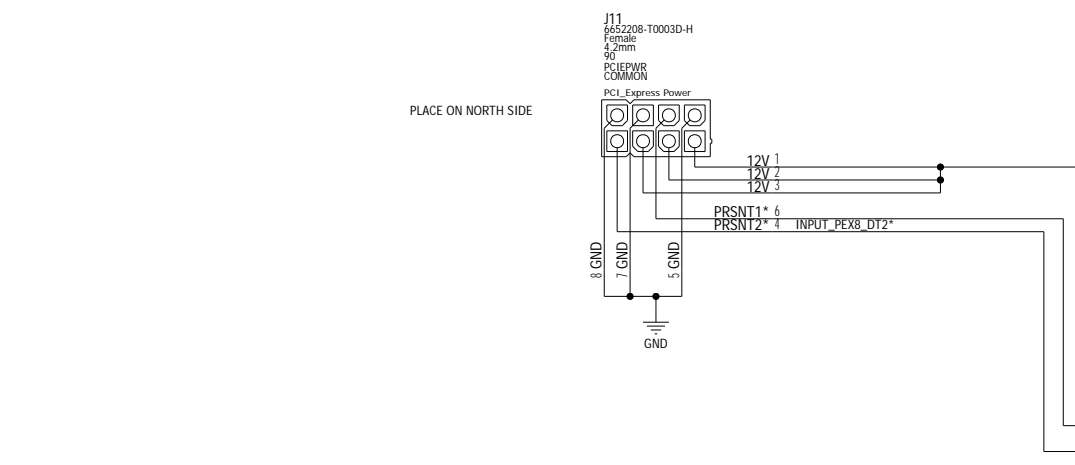 J11
6652208-T0003D-H
Female
4.2mm
90
PCIEPWR
COMMON
PCI_Express Power
PLACE ON NORTH SIDE
12V 1
12V 2
12V 3
PRSNT1* 6
PRSNT2* 4 INPUT_PEX8_DT2*
8 GND
7 GND
5 GND
GND